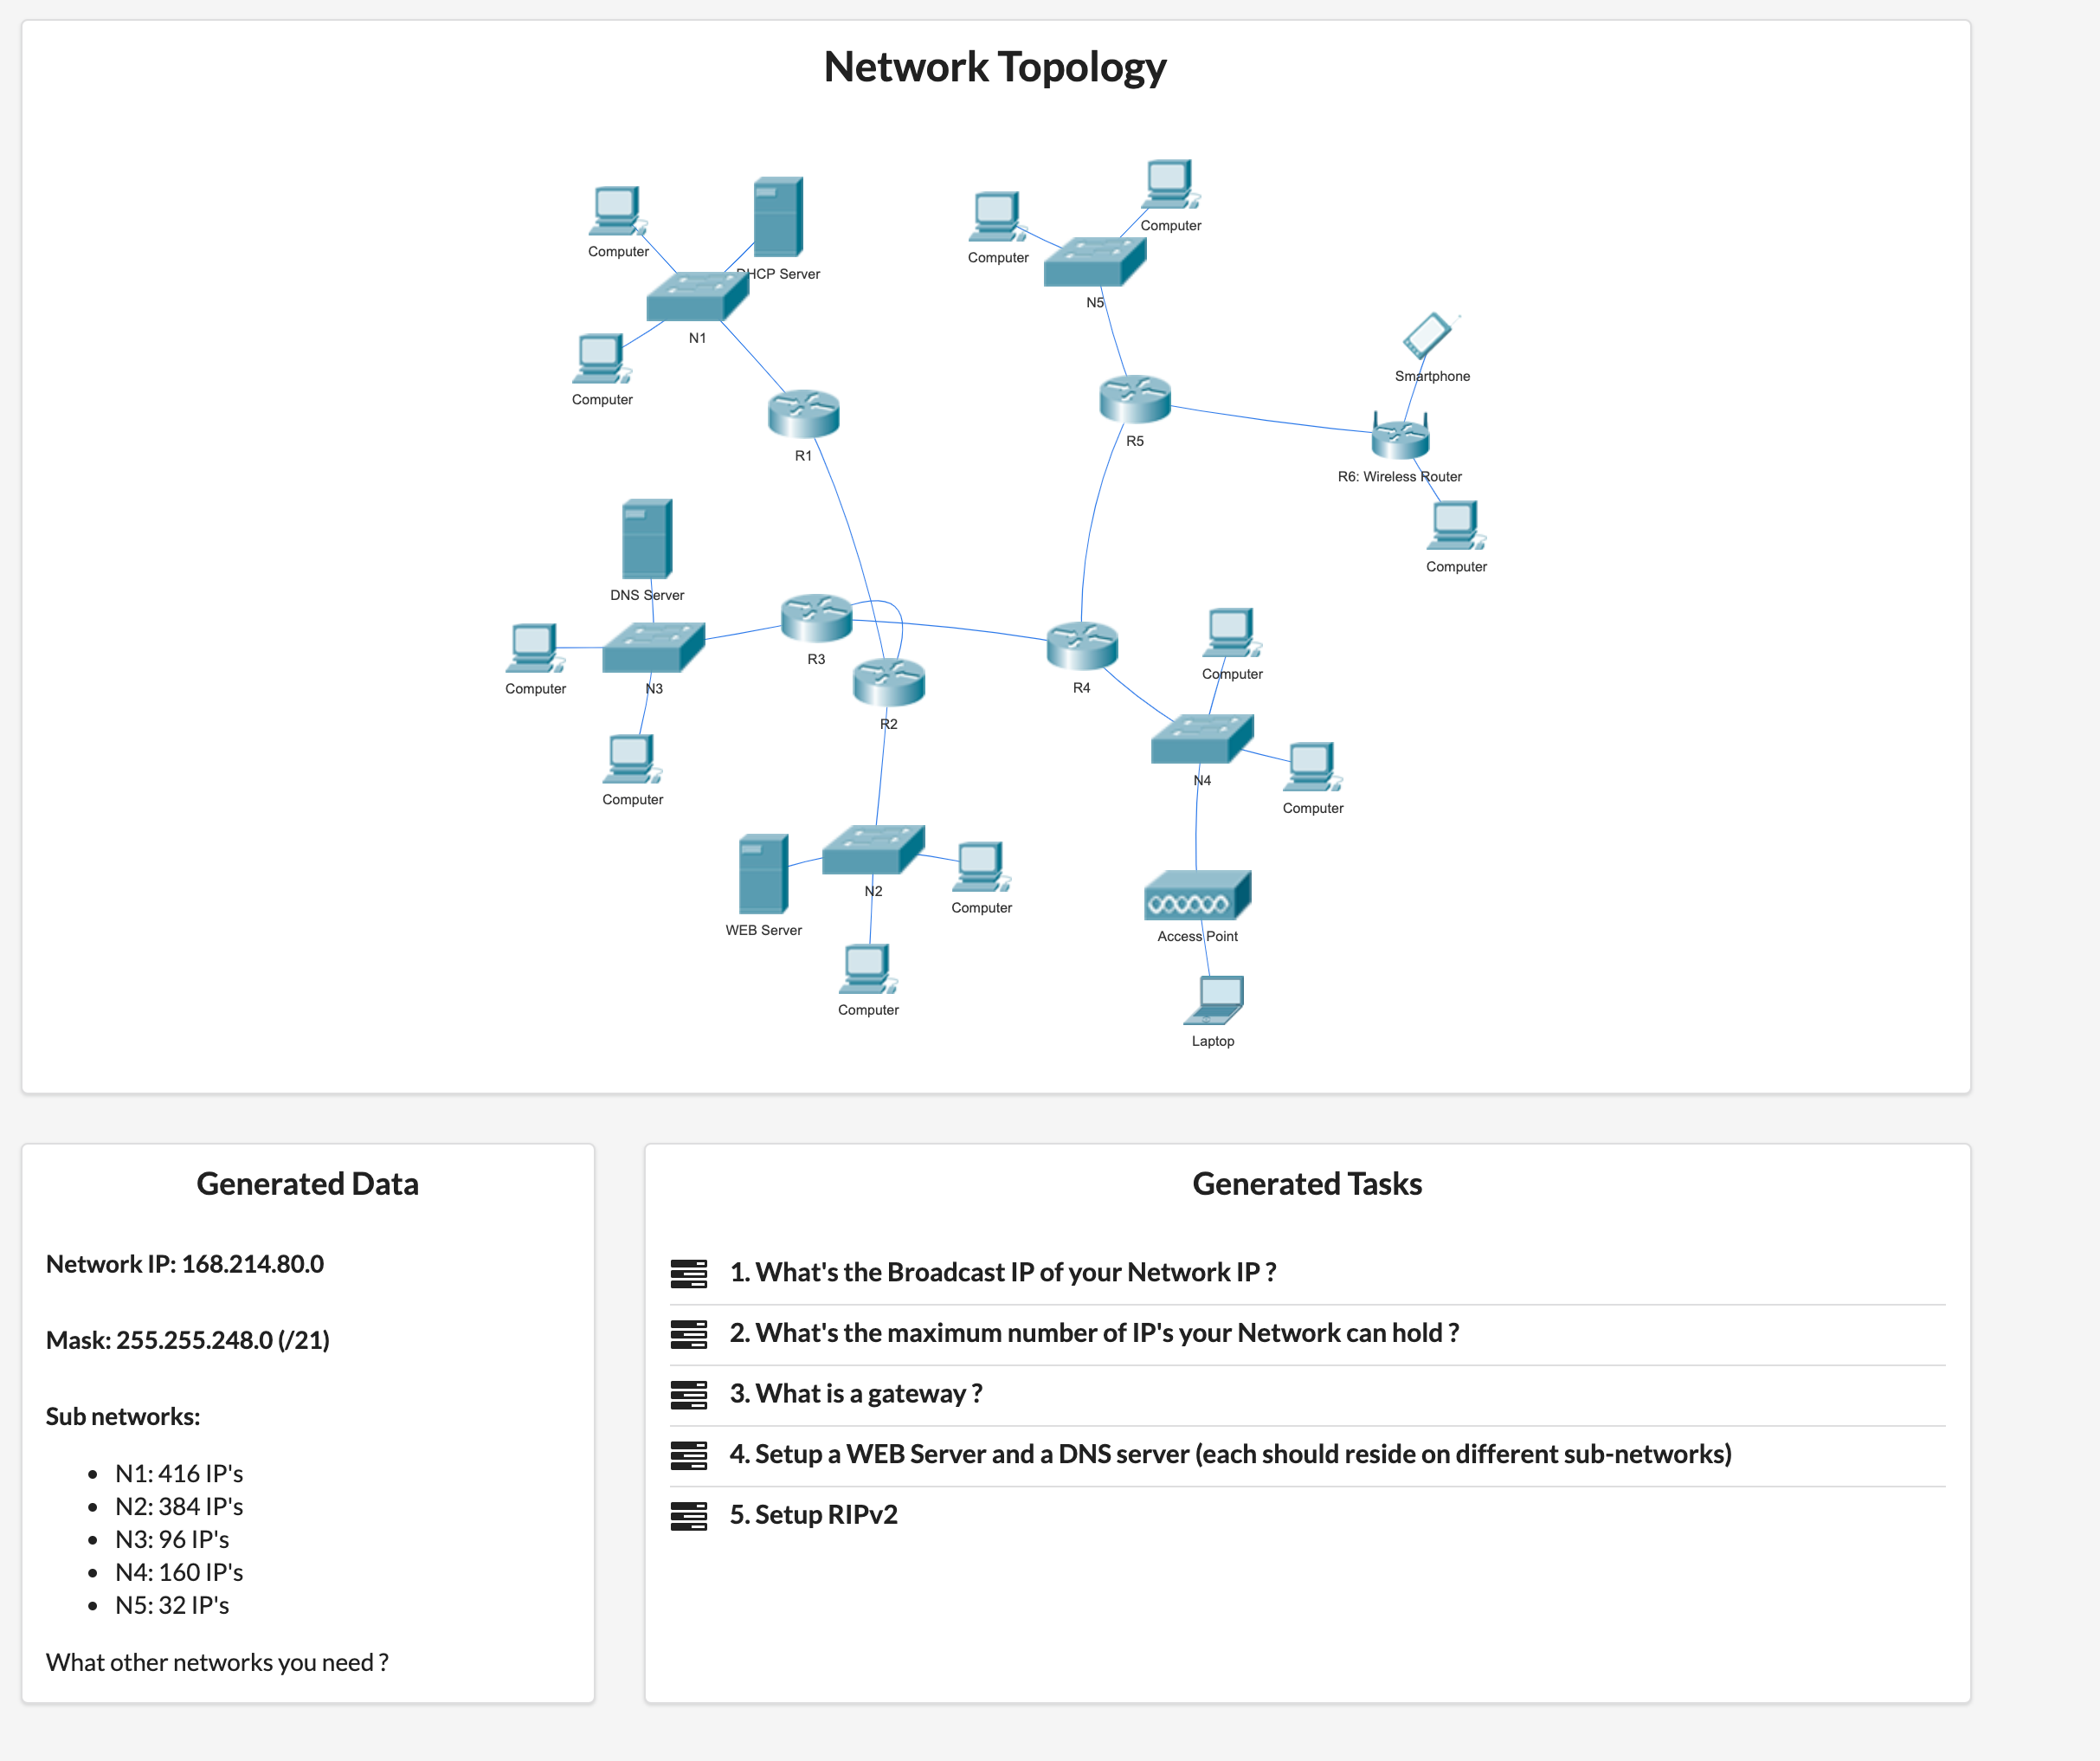 Network Topology
Computer
DHCP Server
N1
Computer
R1
Computer
Computer
N5
R5
Smartphone
R6: Wireless Router
Computer
DNS Server
Computer
N3
Computer
R3
R2
R4
Computer
N4
Computer
WEB Server
N2
Computer
Computer
Access Point
Laptop
Generated Data
Network IP: 168.214.80.0
Mask: 255.255.248.0 (/21)
Sub networks:
• N1: 416 IP's
• N2: 384 IP's
• N3: 96 IP's
• N4: 160 IP's
• N5: 32 IP's
What other networks you need ?
Generated Tasks
1. What's the Broadcast IP of your Network IP ?
2. What's the maximum number of IP's your Network can hold ?
3. What is a gateway ?
4. Setup a WEB Server and a DNS server (each should reside on different sub-networks)
5. Setup RIPv2